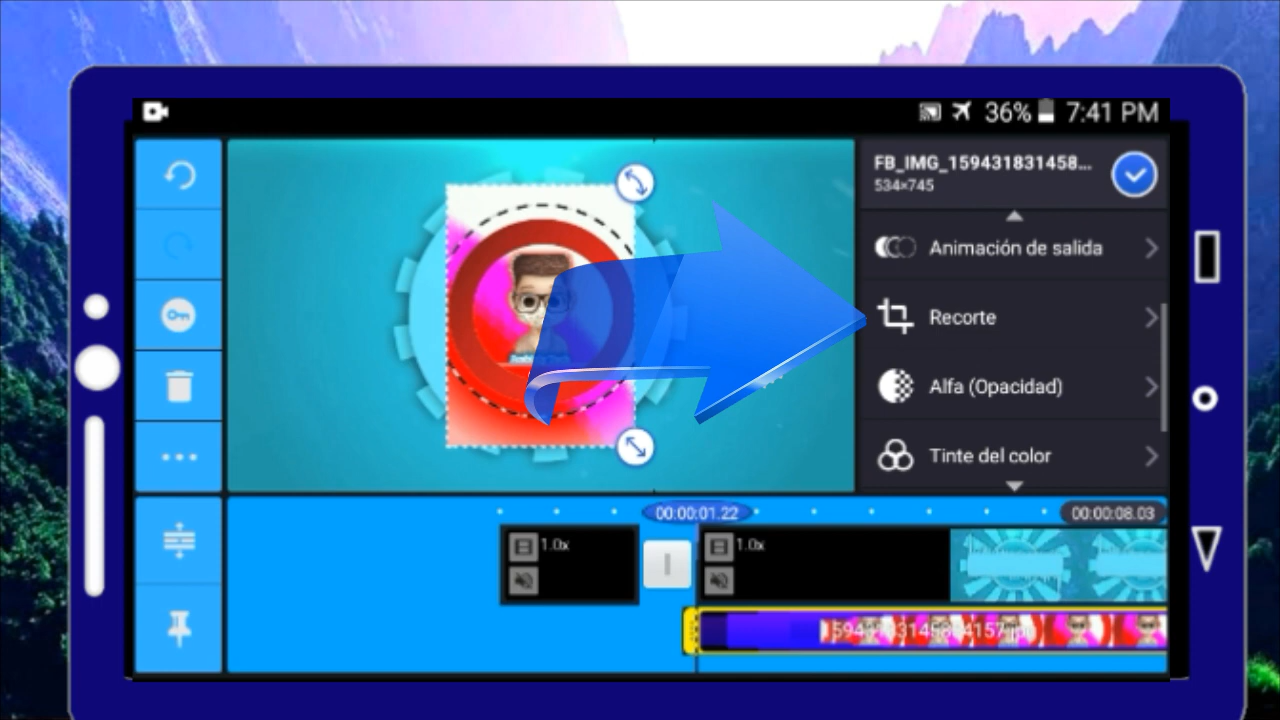 36% 7:41 PM
FB_IMG_159431831458...
534×745
Animación de salida
Recorte
Alfa (Opacidad)
Tinte del color
00:00:01.22
00:00:08.03
1.0x
1.0x